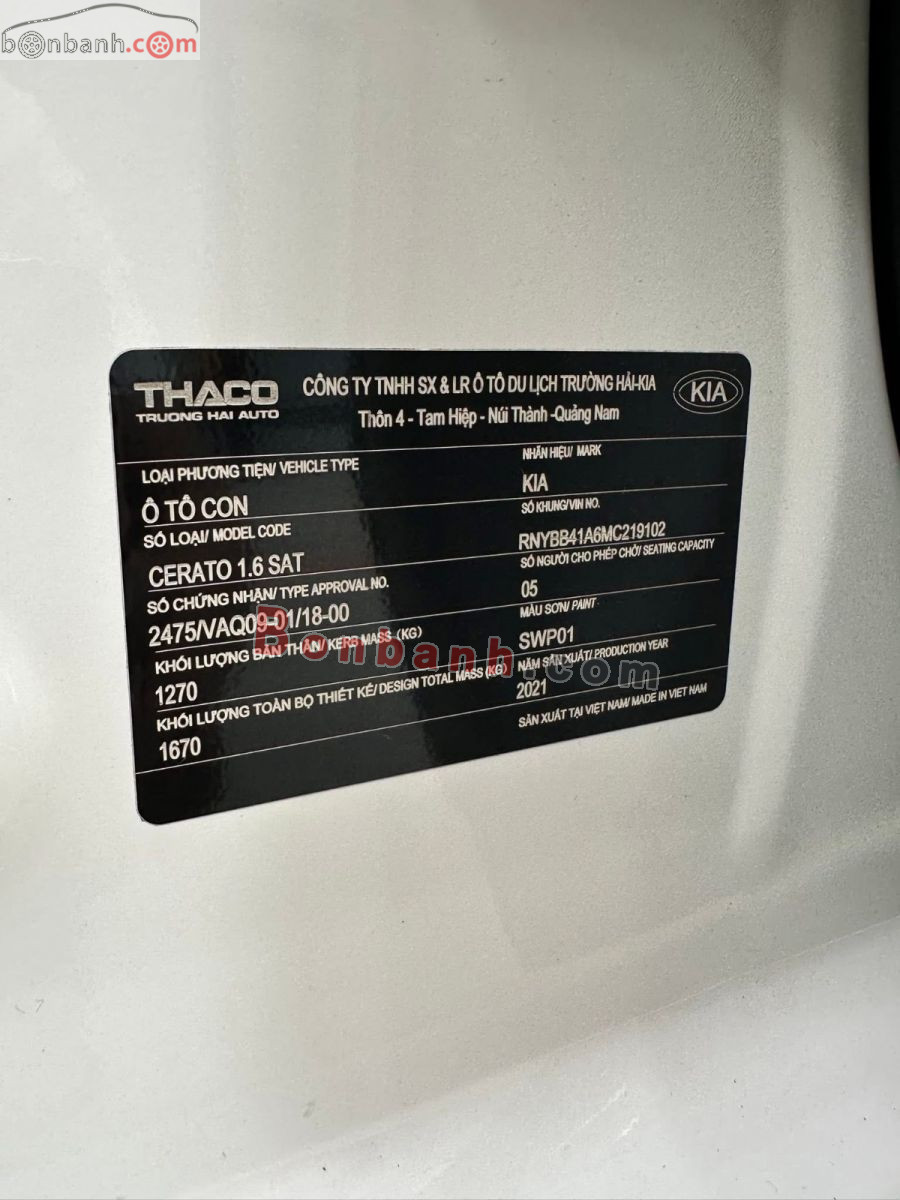 bonbanh.com
THACO
TRUONG HAI AUTO
CÔNG TY TNHH SX & LR Ô TÔ DU LỊCH TRƯỜNG HẢI-KIA
Thôn 4 - Tam Hiệp - Núi Thành -Quảng Nam
KIA
LOẠI PHƯƠNG TIỆN/ VEHICLE TYPE
Ô TÔ CON
NHÃN HIỆU/ MARK
KIA
SỐ LOẠI/ MODEL CODE
CERATO 1.6 SAT
SỐ KHUNG/VIN NO.
RNYBB41A6MC219102
SỐ CHỨNG NHẬN/ TYPE APPROVAL NO.
2475/VAQ09-01/18-00
SỐ NGƯỜI CHO PHÉP CHỞ/ SEATING CAPACITY
05
KHỐI LƯỢNG BẢN THÂN/ KERB MASS (KG)
1270
MÀU SƠN/ PAINT
SWP01
KHỐI LƯỢNG TOÀN BỘ THIẾT KẾ/ DESIGN TOTAL MASS (KG)
1670
NĂM SẢN XUẤT/ PRODUCTION YEAR
2021
SẢN XUẤT TẠI VIỆT NAM/ MADE IN VIET NAM
Bonbanh.com